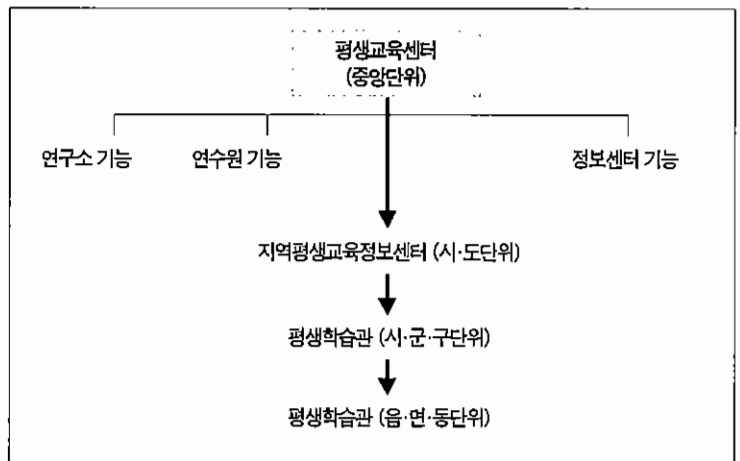 평생교육센터
(중앙단위)
연구소 기능 연수원 기능 정보센터 기능
지역평생교육정보센터 (시·도단위)
평생학습관 (시·군·구단위)
평생학습관 (읍·면·동단위)